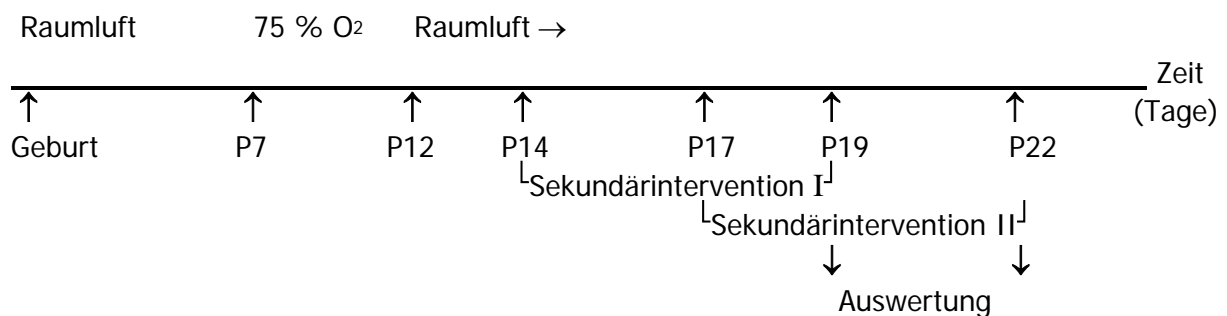 Raumluft 75 % O2 Raumluft →
Zeit
(Tage)
↑ ↑ ↑ ↑ ↑ ↑ ↑
Geburt P7 P12 P14 P17 P19 P22
Sekundärintervention I
Sekundärintervention II
↓ ↓
Auswertung